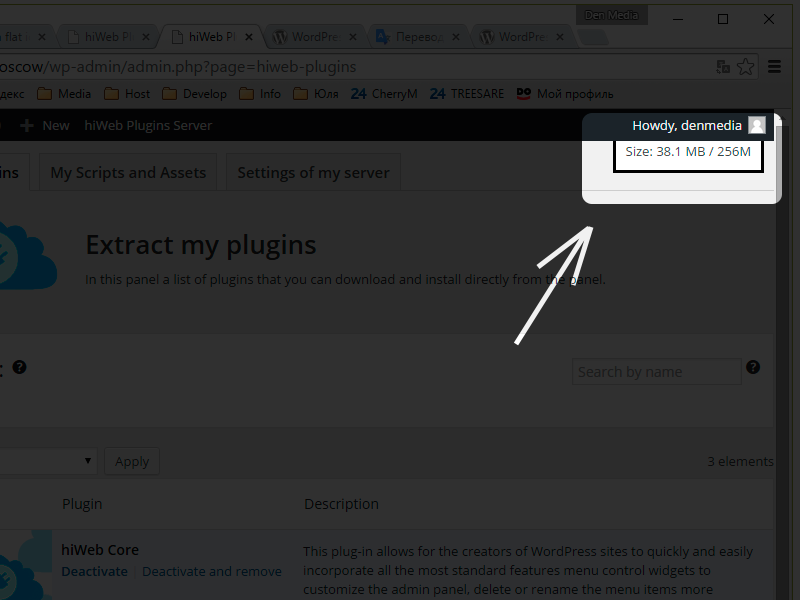 Den Media
flat
hiWeb Pl
hiWeb Pl
WordPre
Перевод
WordPre
oscow/wp-admin/admin.php?page=hiweb-plugins
декс
Media
Host
Develop
Info
Юля
24 CherryM
24 TREESARE
DO Мой профиль
New
hiWeb Plugins Server
Howdy, denmedia
Size: 38.1 MB / 256M
ins
My Scripts and Assets
Settings of my server
Extract my plugins
In this panel a list of plugins that you can download and install directly from the panel.
Search by name
Apply
3 elements
Plugin
Description
hiWeb Core
Deactivate | Deactivate and remove
This plug-in allows for the creators of WordPress sites to quickly and easily
incorporate all the most standard features menu control widgets to
customize the admin panel, delete or rename the menu items more